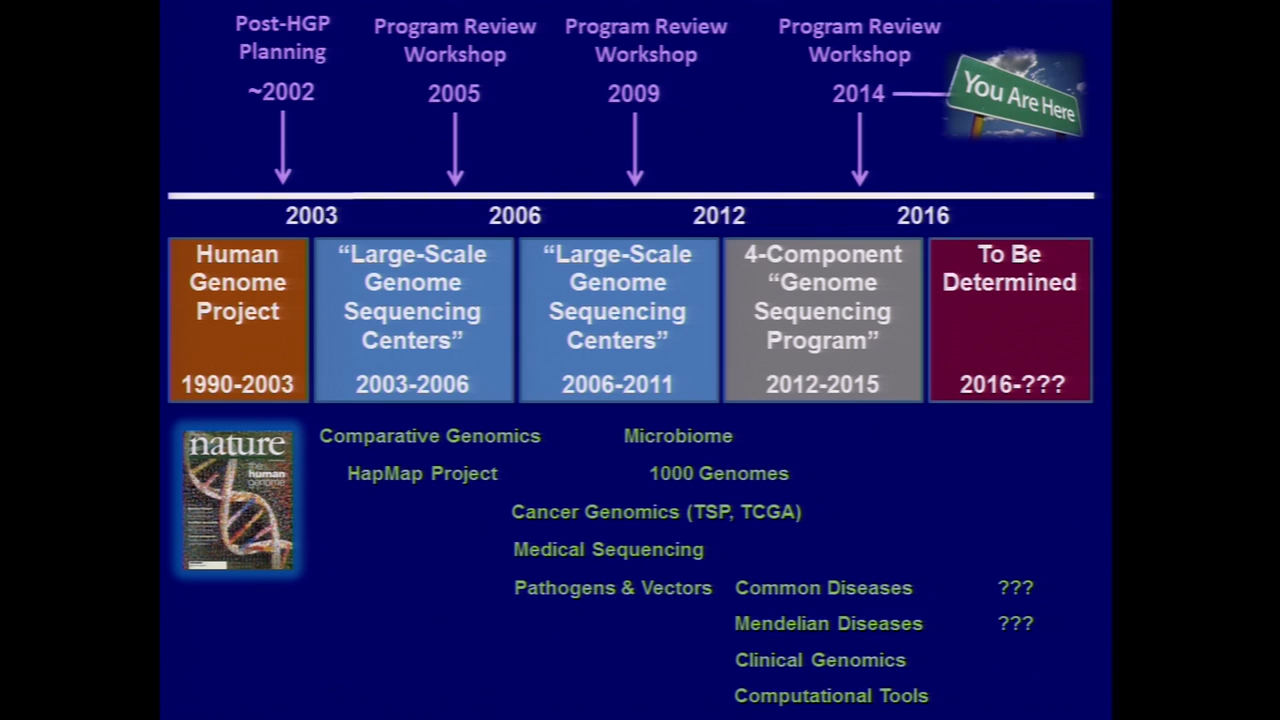 Post-HGP
Planning
~2002
Program Review
Workshop
2005
Program Review
Workshop
2009
Program Review
Workshop
2014
You Are Here
2003
2006
2012
2016
Human
Genome
Project
1990-2003
“Large-Scale
Genome
Sequencing
Centers”
2003-2006
“Large-Scale
Genome
Sequencing
Centers”
2006-2011
4-Component
“Genome
Sequencing
Program”
2012-2015
To Be
Determined
2016-???
nature
the
human
genome
Comparative Genomics
Microbiome
HapMap Project
1000 Genomes
Cancer Genomics (TSP, TCGA)
Medical Sequencing
Pathogens & Vectors
Common Diseases
???
Mendelian Diseases
???
Clinical Genomics
Computational Tools